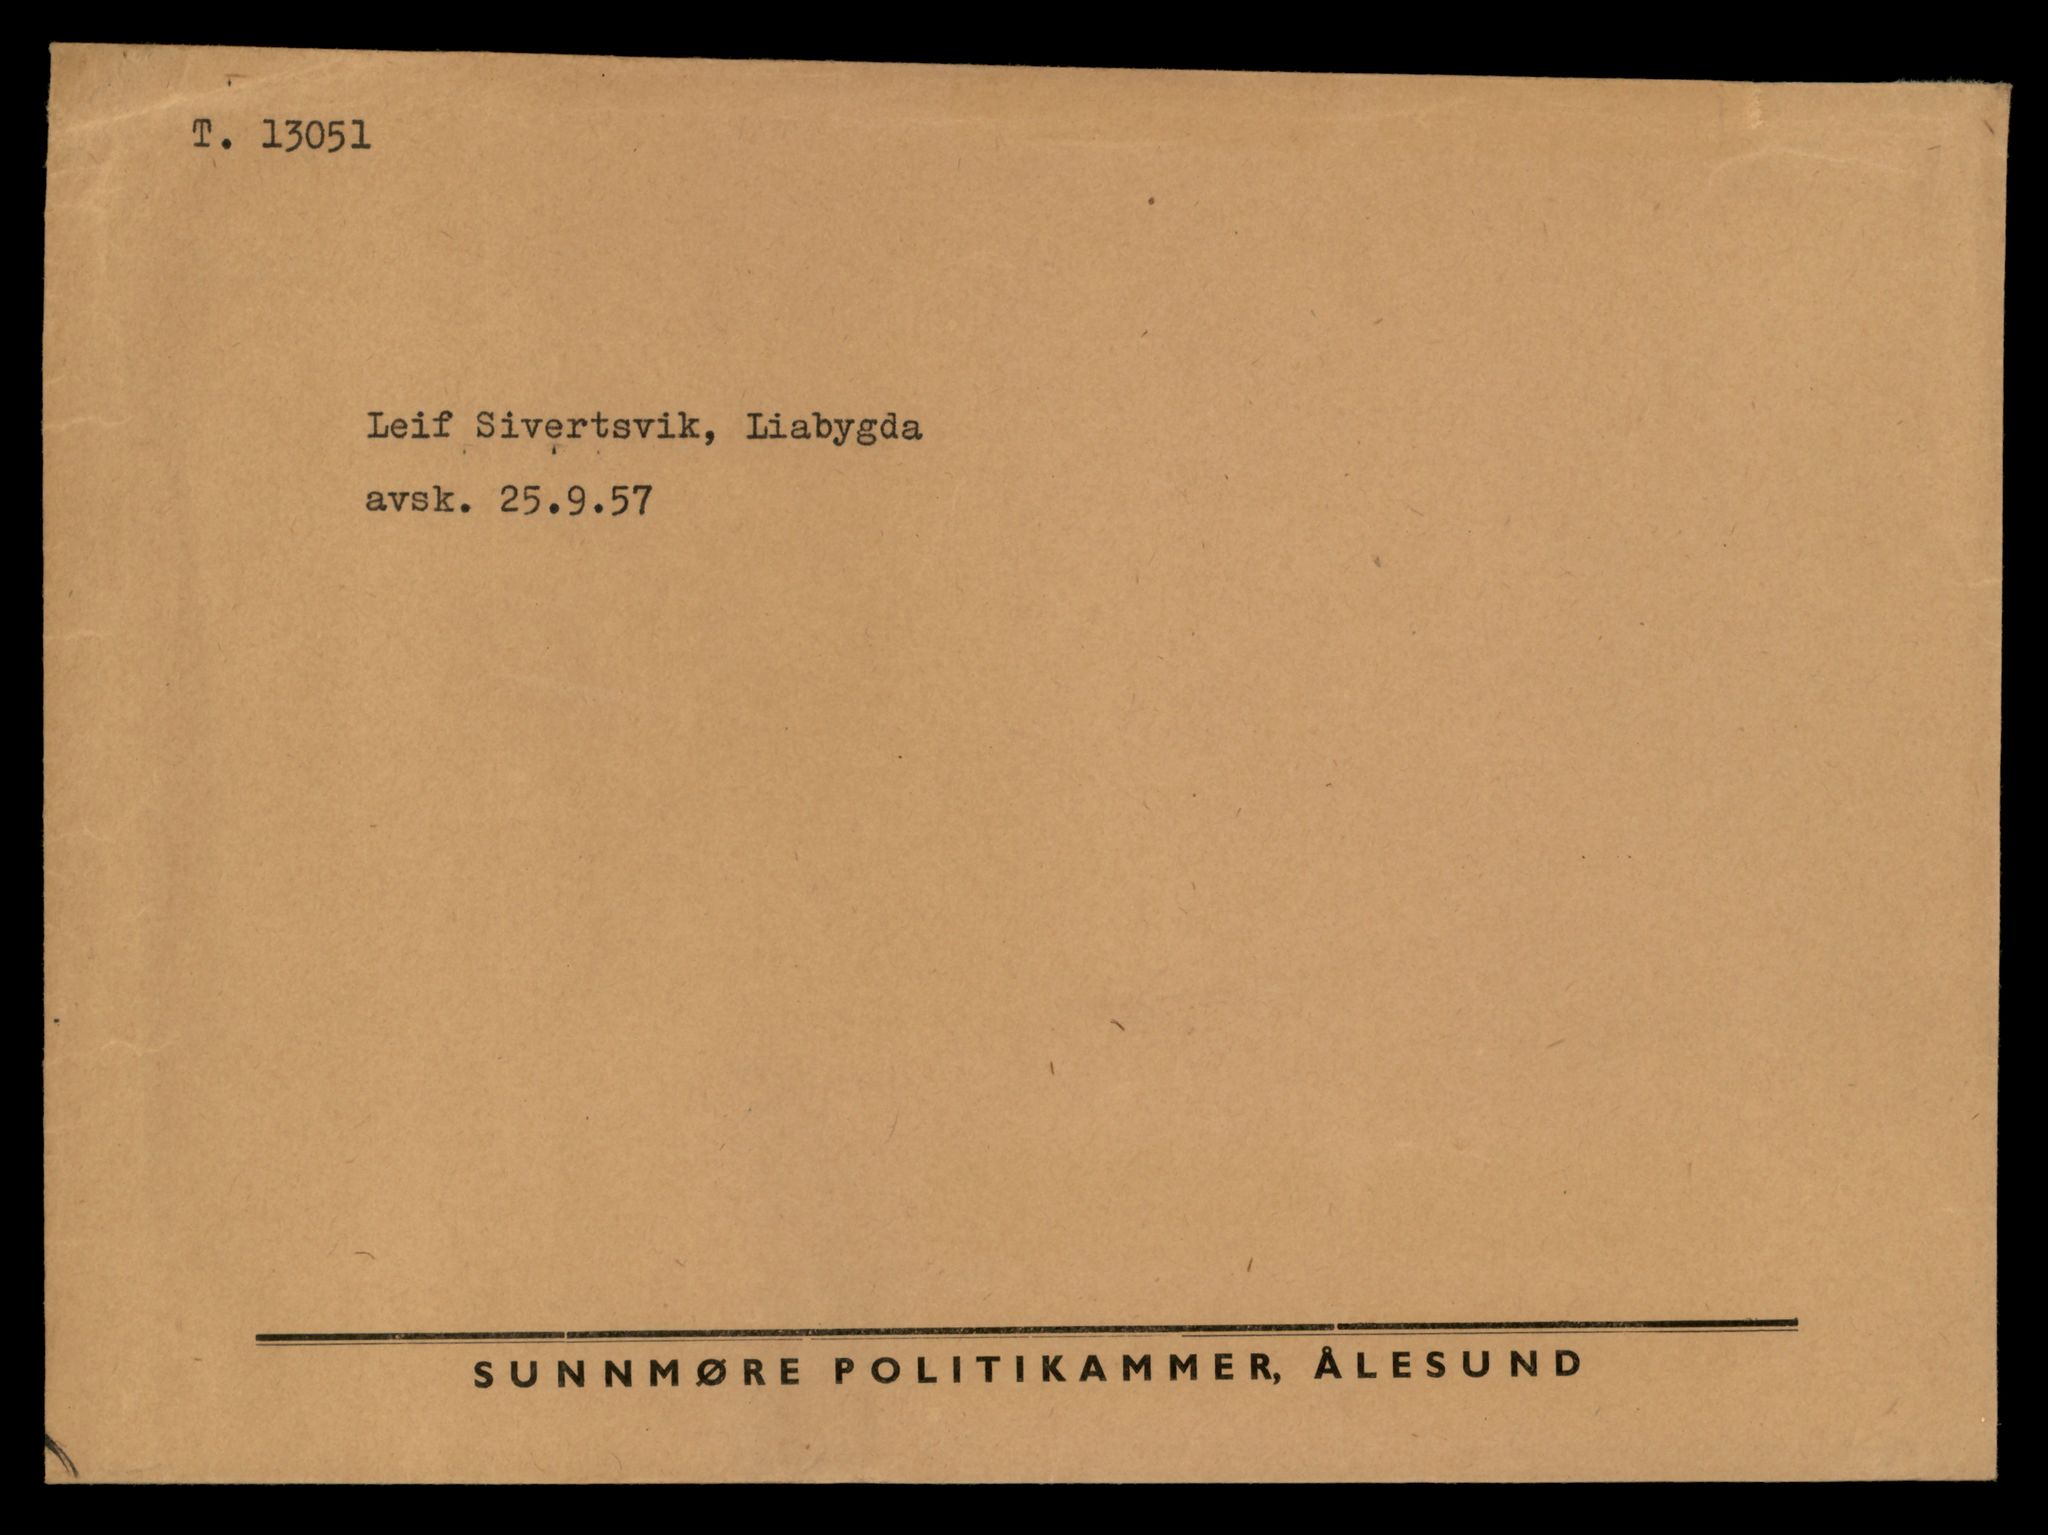 T. 13051
Leif Sivertsvik, Liabygda
avsk. 25.9.57
SUNNMØRE POLITIKAMMER, ÅLESUND